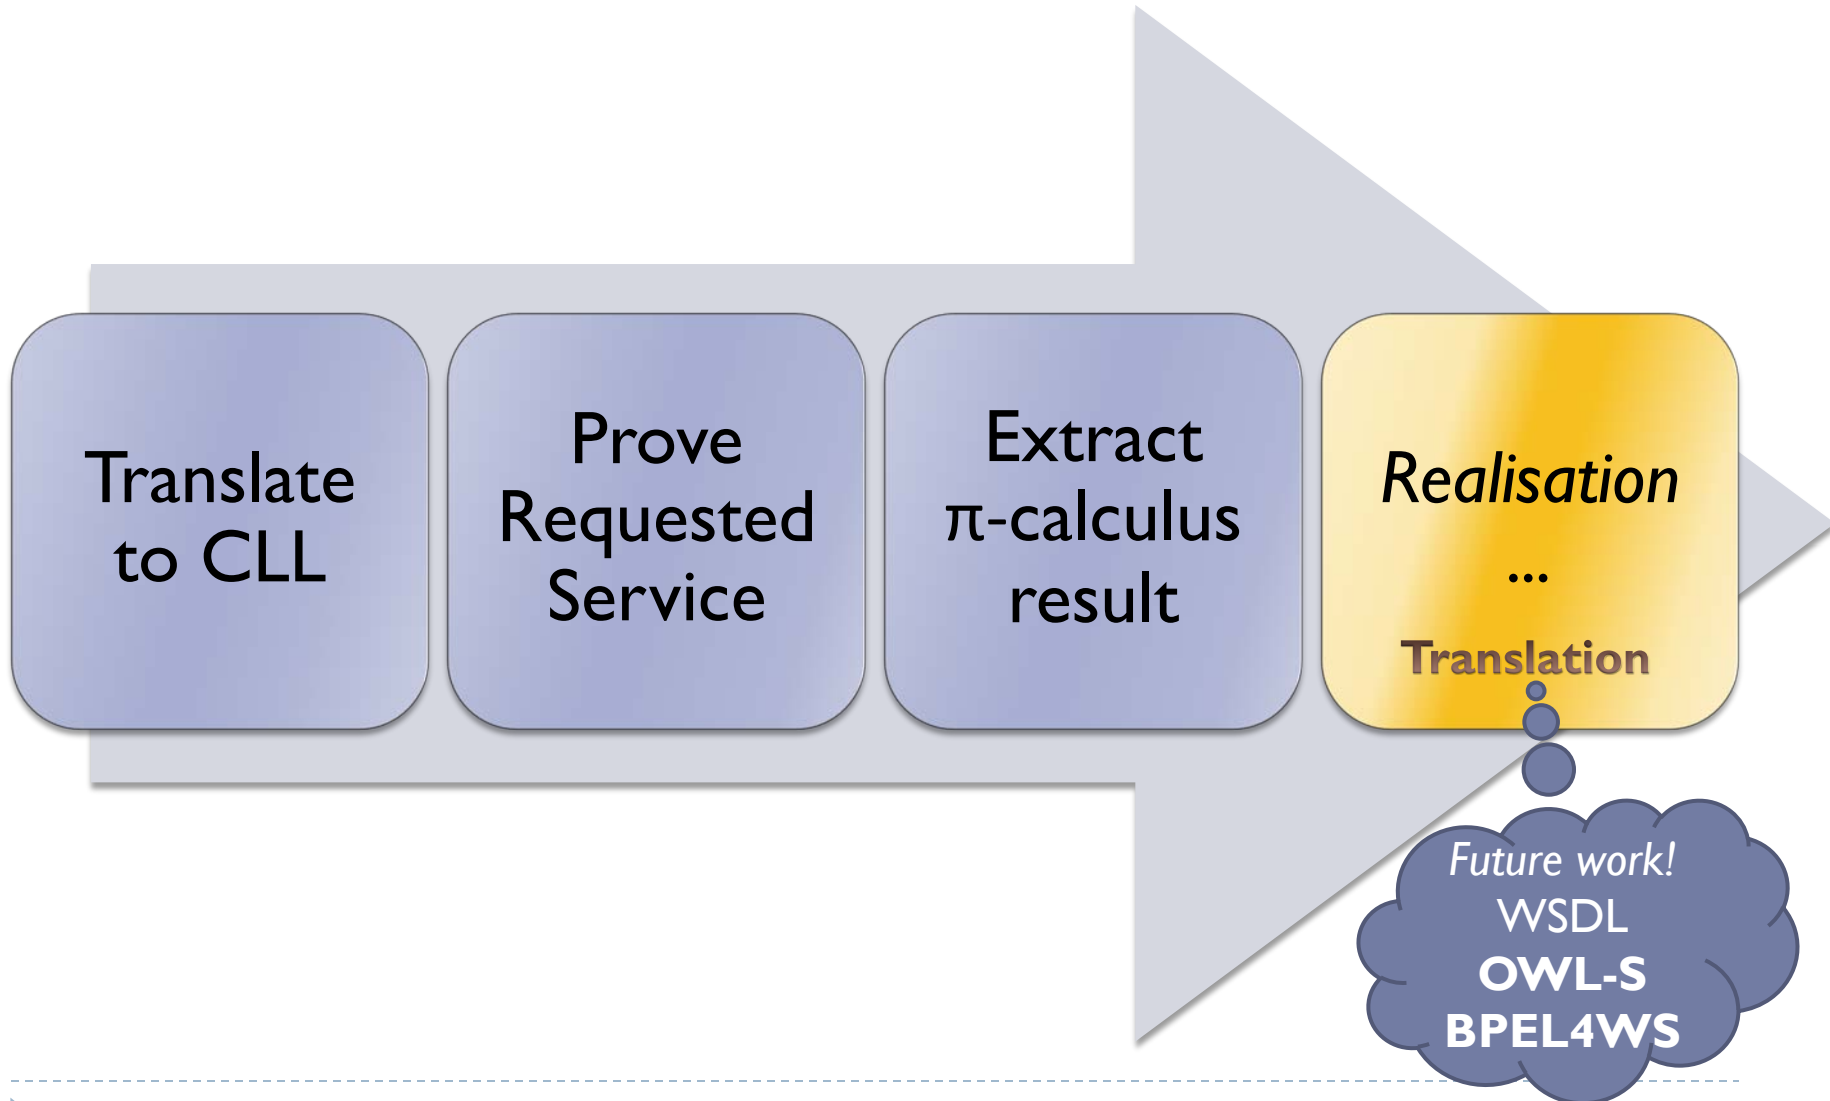 Translate
to CLL
Prove
Requested
Service
Extract
π-calculus
result
Realisation
...
Translation
Future work!
WSDL
OWL-S
BPEL4WS